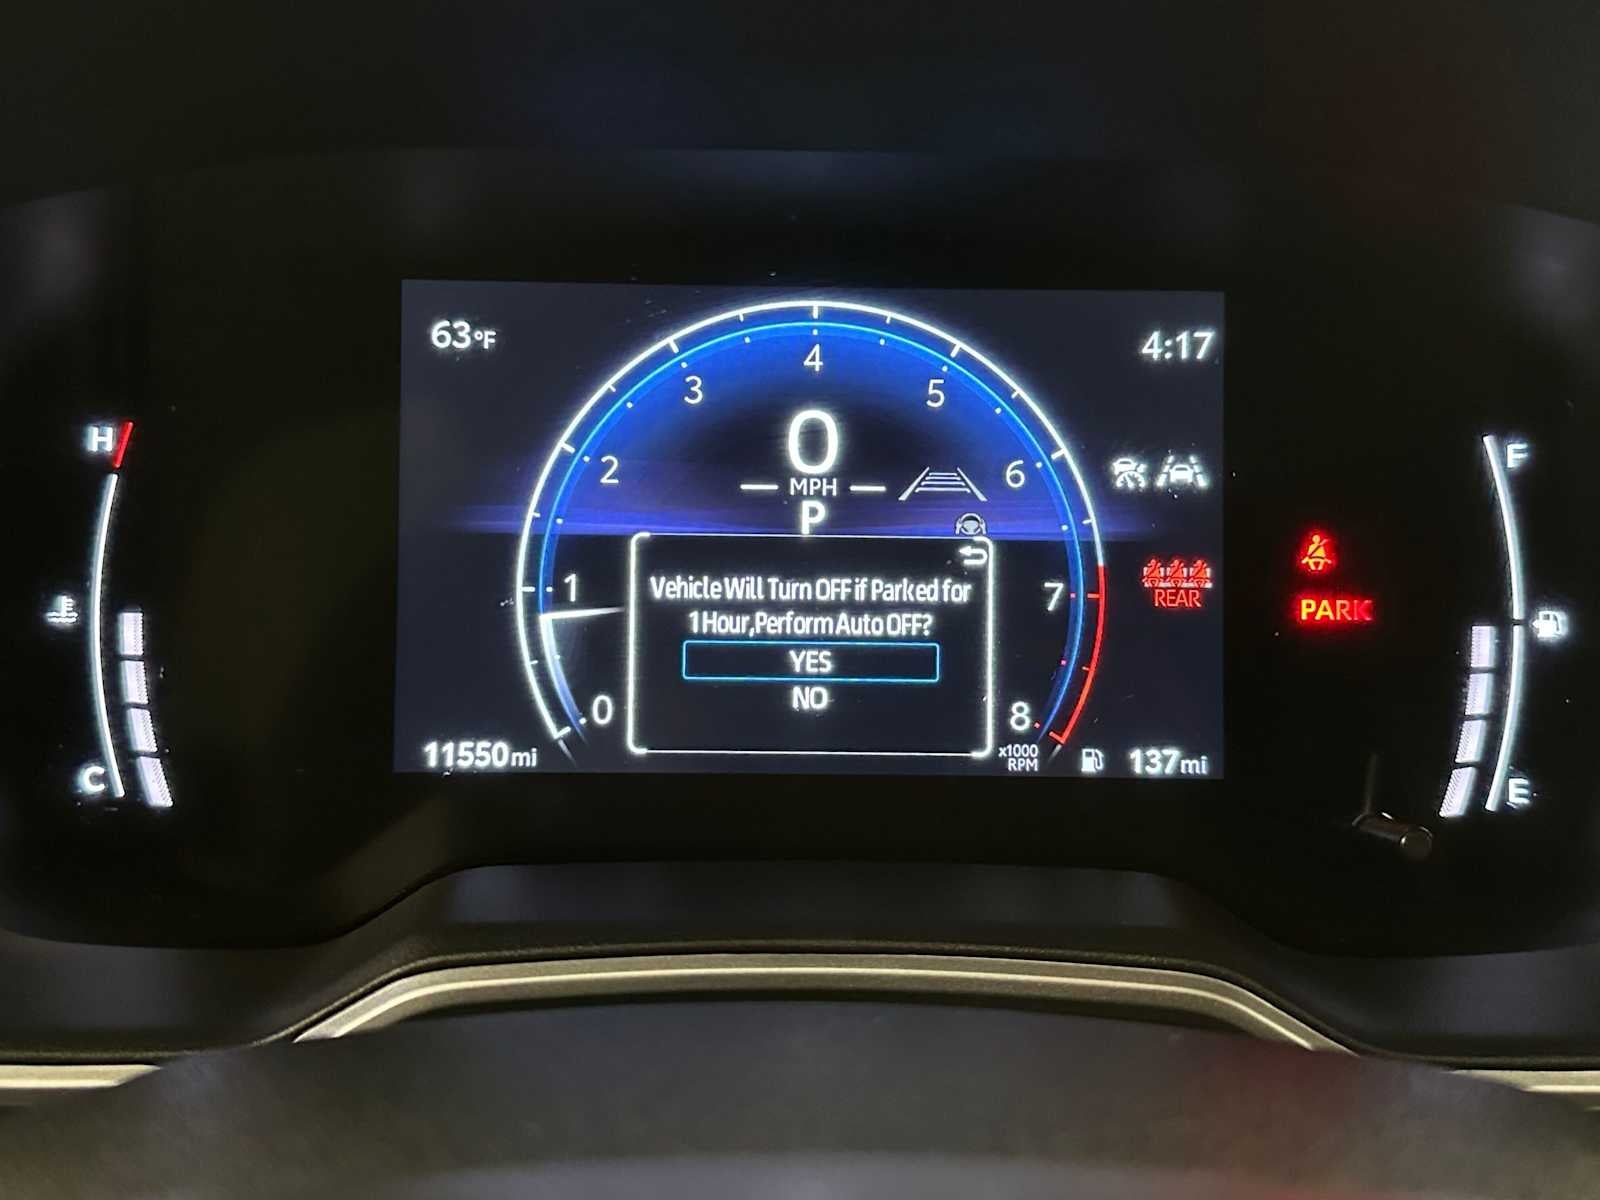 63°F
4:17
4
3
5
H
0
F
2
6
MPH
P
Vehicle Will Turn OFF if Parked for
1
7
REAR
PARK
1 Hour,Perform Auto OFF?
YES
NO
0
8
x1000
RPM
11550mi
137mi
C
E